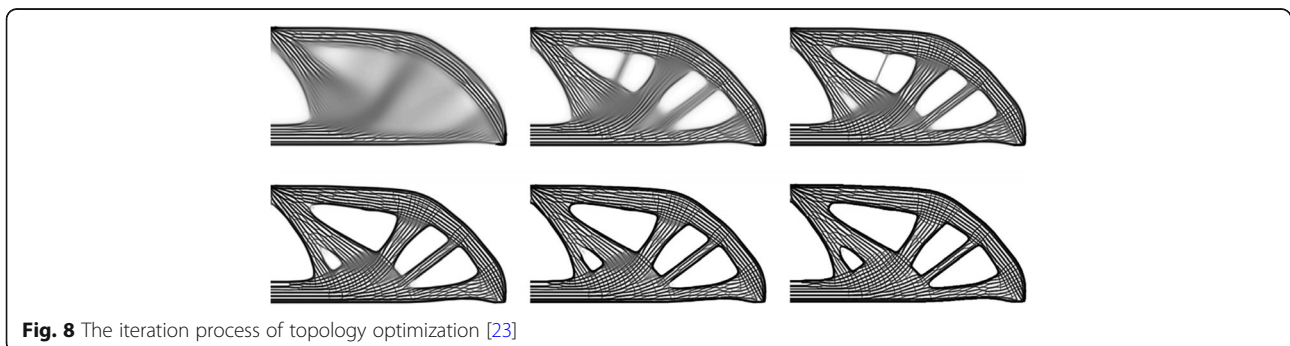 Fig. 8 The iteration process of topology optimization [23]